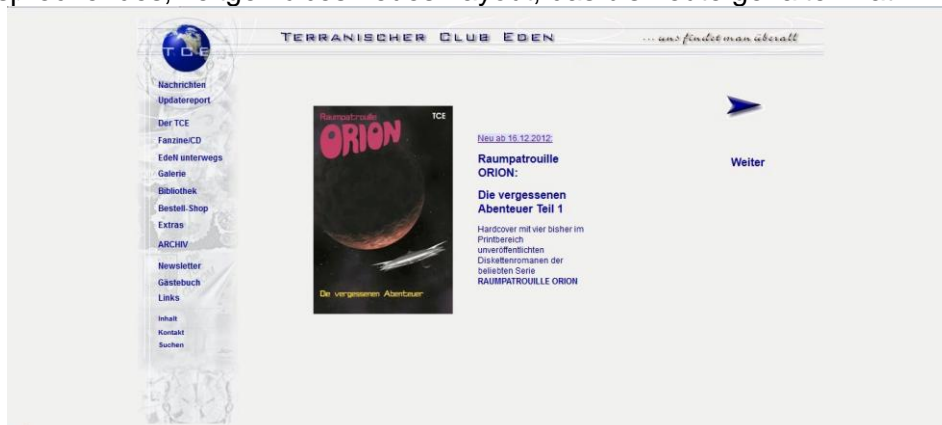 TERRANISCHER CLUB EDEN
... uns findet man überall
TCE
Nachrichten
Updatereport
Der TCE
Fanzine/CD
EdeN unterwegs
Galerie
Bibliothek
Bestell-Shop
Extras
ARCHIV
Newsletter
Gästebuch
Links
Inhalt
Kontakt
Suchen
Raumpatrouille
TCE
ORION
De vergessenen Abenteuer
Neu ab 16.12.2012:
Raumpatrouille
ORION:
Die vergessenen
Abenteuer Teil 1
Hardcover mit vier bisher im
Printbereich
unveröffentlichten
Diskettenromanen der
beliebten Serie
RAUMPATROUILLE ORION
Weiter